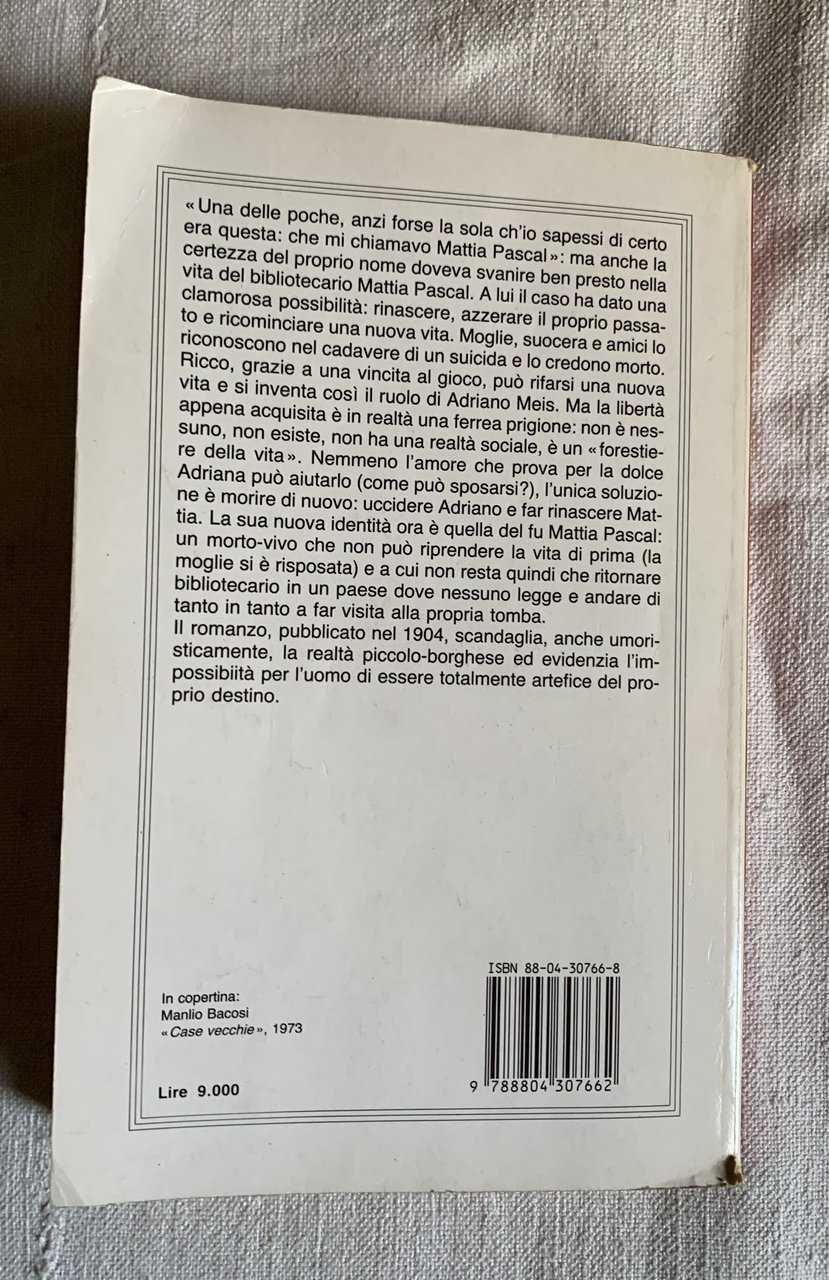 «Una delle poche, anzi forse la sola ch'io sapessi di certo
era questa: che mi chiamavo Mattia Pascal»: ma anche la
certezza del proprio nome doveva svanire ben presto nella
vita del bibliotecario Mattia Pascal. A lui il caso ha dato una
clamorosa possibilità: rinascere, azzerare il proprio passa-
to e ricominciare una nuova vita. Moglie, suocera e amici lo
riconoscono nel cadavere di un suicida e lo credono morto.
Ricco, grazie a una vincita al gioco, può rifarsi una nuova
vita e si inventa così il ruolo di Adriano Meis. Ma la libertà
appena acquisita è in realtà una ferrea prigione: non è nes-
suno, non esiste, non ha una realtà sociale, è un «forestie-
re della vita». Nemmeno l'amore che prova per la dolce
Adriana può aiutarlo (come può sposarsi?), l'unica soluzio-
ne è morire di nuovo: uccidere Adriano e far rinascere Mat-
tia. La sua nuova identità ora è quella del fu Mattia Pascal:
un morto-vivo che non può riprendere la vita di prima (la
moglie si è risposata) e a cui non resta quindi che ritornare
bibliotecario in un paese dove nessuno legge e andare di
tanto in tanto a far visita alla propria tomba.
Il romanzo, pubblicato nel 1904, scandaglia, anche umori-
sticamente, la realtà piccolo-borghese ed evidenzia l'im-
possibiità per l'uomo di essere totalmente artefice del pro-
prio destino.
ISBN 88-04-30766-8
In copertina:
Manlio Bacosi
«Case vecchie», 1973
9 788804 307662
Lire 9.000